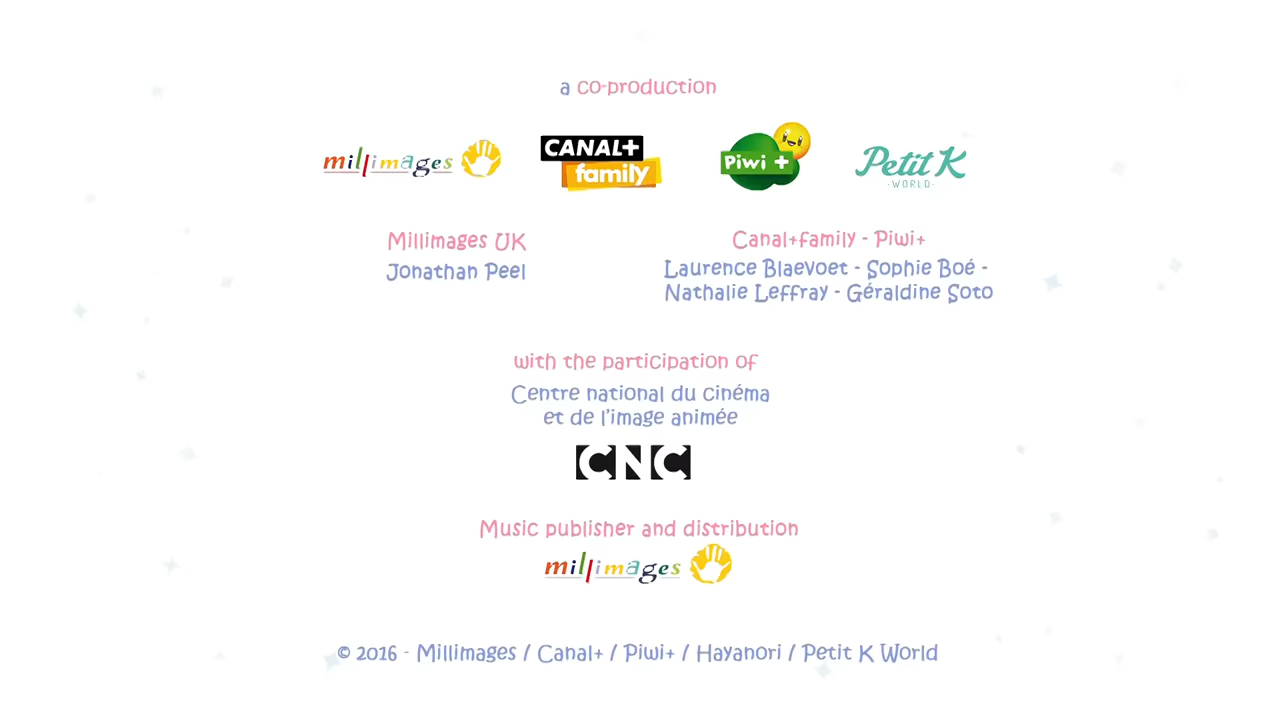 a co-production
millimages CANAL+ family Piwi + Petit K WORLD
Millimages UK
Jonathan Peel
Canal+family - Piwi+
Laurence Blaevoet - Sophie Boé -
Nathalie Leffray - Géraldine Soto
with the participation of
Centre national du cinéma
et de l'image animée
CNC
Music publisher and distribution
millimages
© 2016 - Millimages / Canal+ / Piwi+ / Hayanori / Petit K World